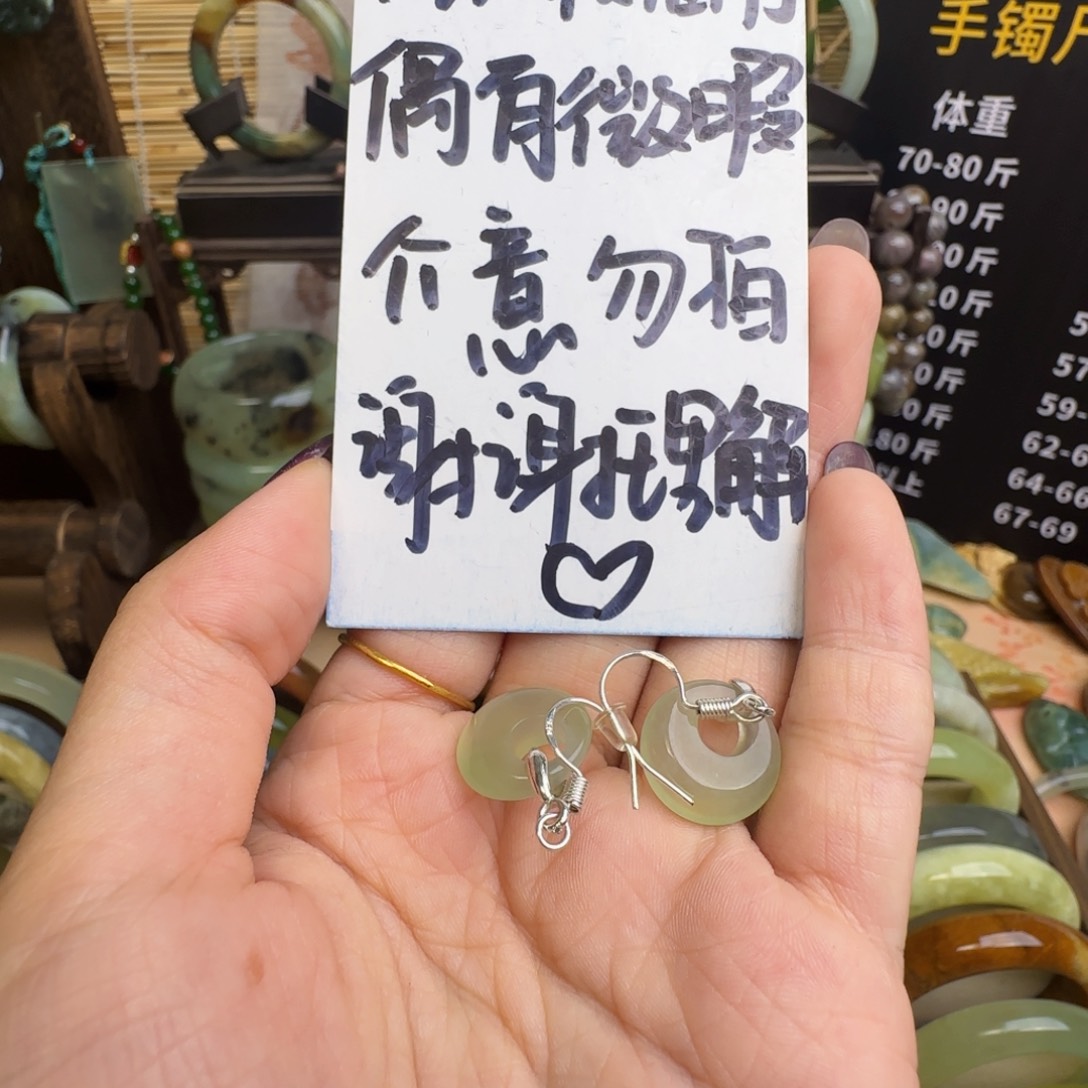 偶有微瑕
介意勿拍
谢谢理解
手镯
体重
70-80斤
90斤
0斤
0斤
0斤
0斤
0斤
80斤
以上
5
57
59-
62-6
64-66
67-69